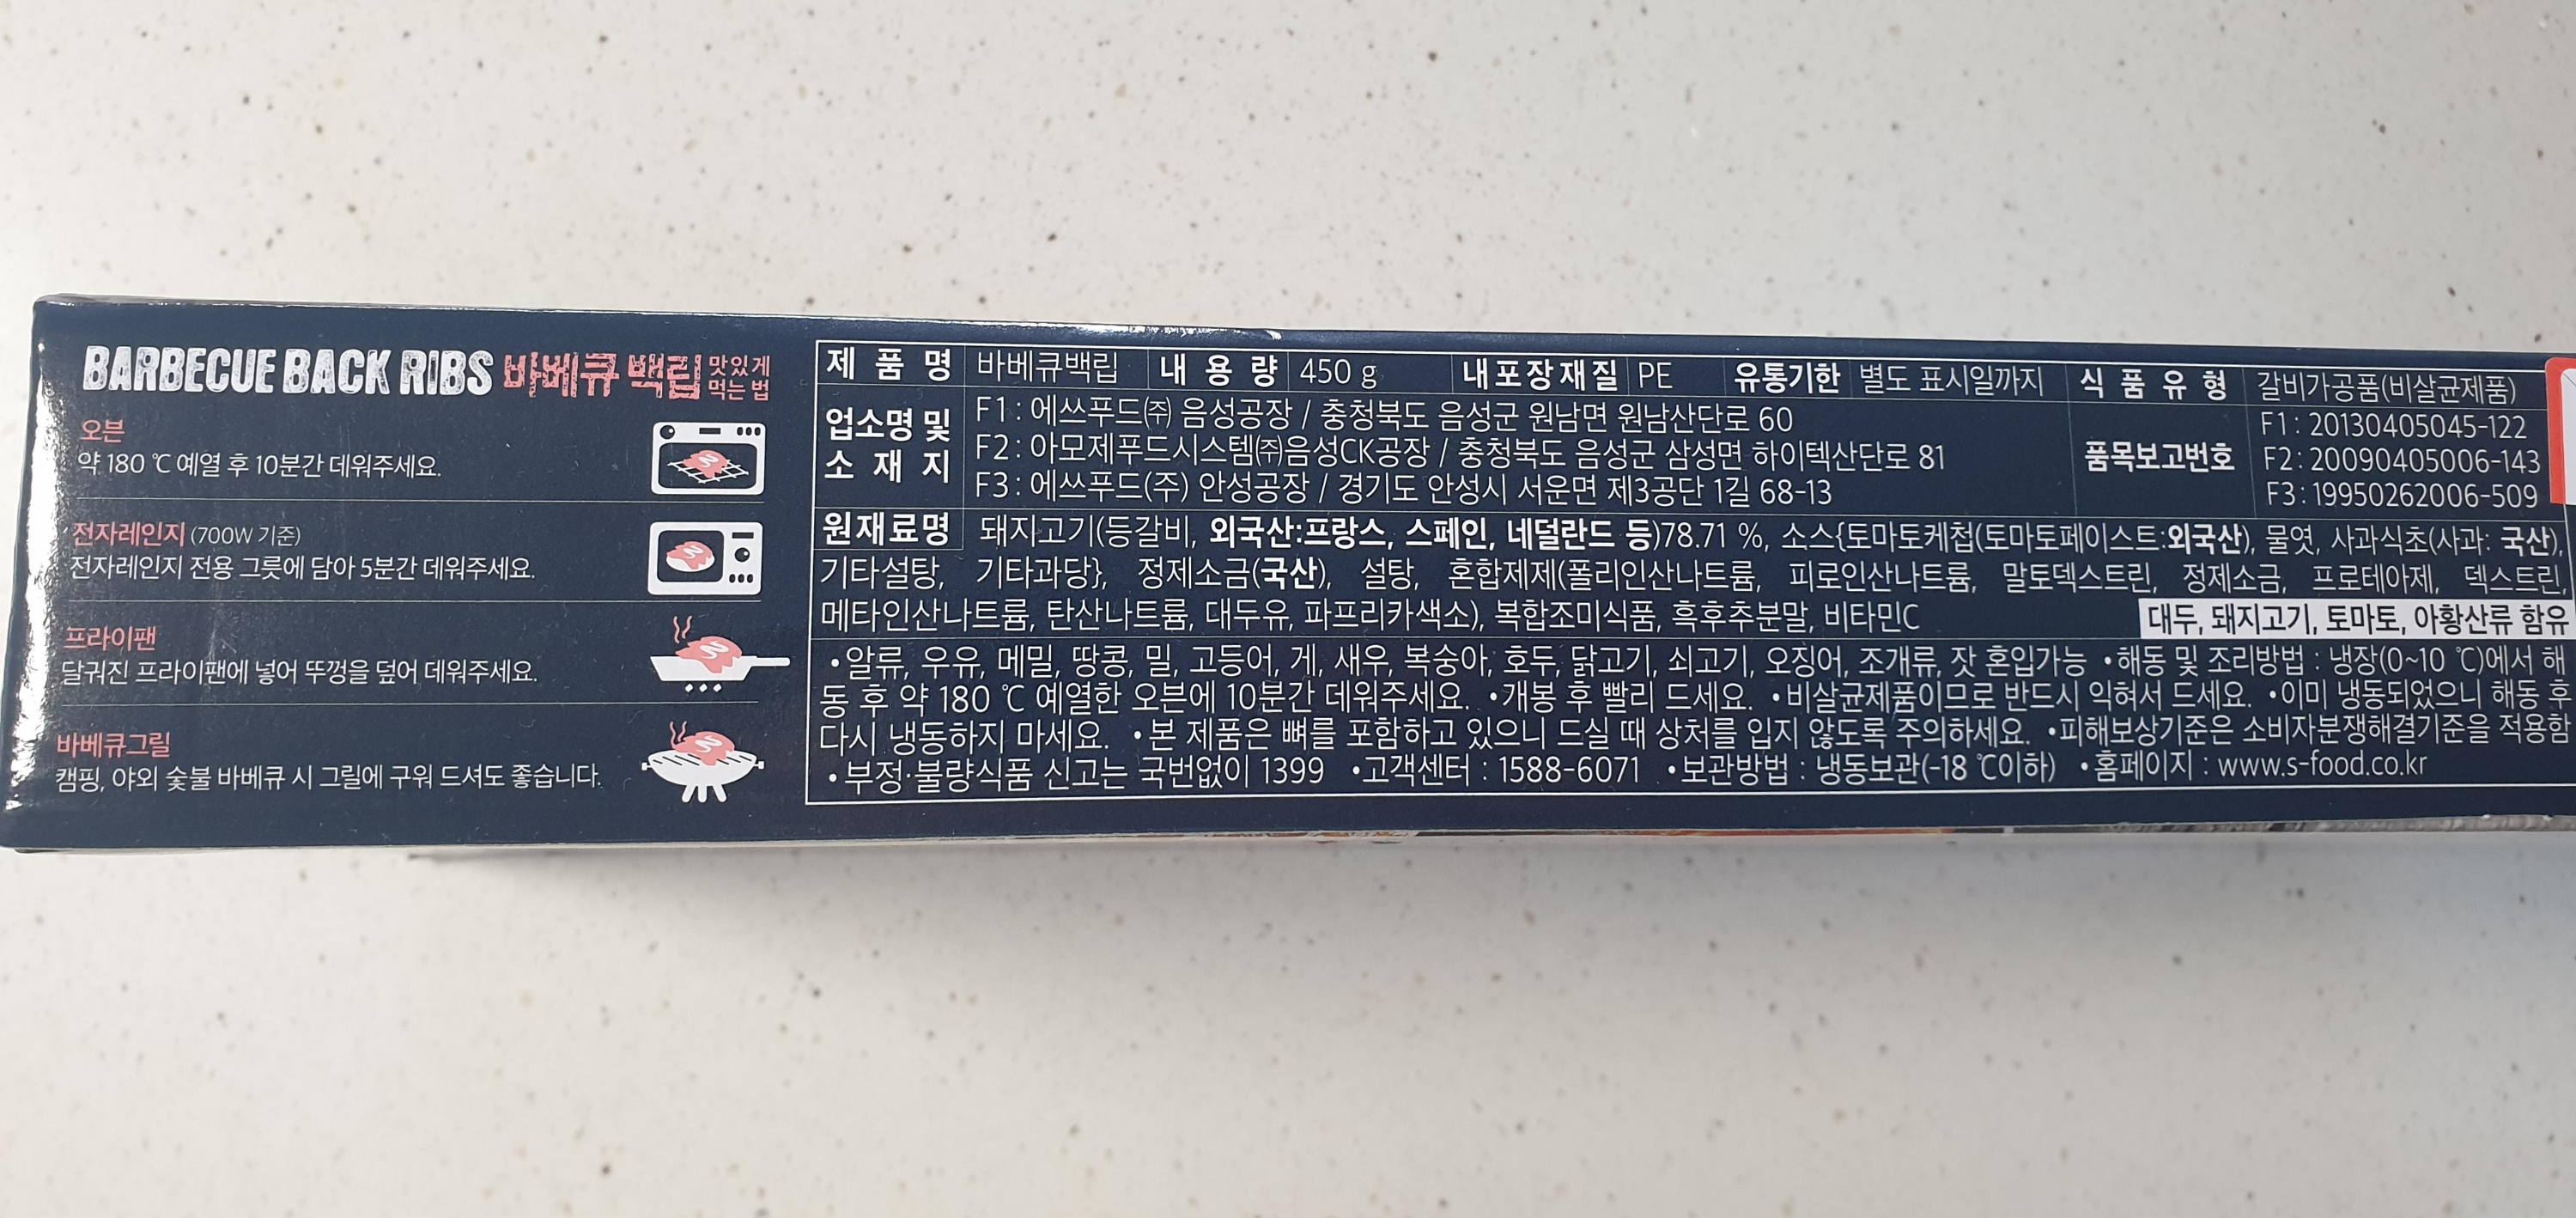 BARBECUE BACK RIBS 바베큐 백립 맛있게 먹는 법
오븐
약 180 ℃ 예열 후 10분간 데워주세요.
전자레인지 (700W 기준)
전자레인지 전용 그릇에 담아 5분간 데워주세요.
프라이팬
달궈진 프라이팬에 넣어 뚜껑을 덮어 데워주세요.
바베큐그릴
캠핑, 야외 숯불 바베큐 시 그릴에 구워 드셔도 좋습니다.
제 품 명 바베큐백립 내 용 량 450 g 내포장재질 PE 유통기한 별도 표시일까지 식 품 유 형 갈비가공품(비살균제품)
업소명 및 소 재 지
F1 : 에쓰푸드㈜ 음성공장 / 충청북도 음성군 원남면 원남산단로 60
F2 : 아모제푸드시스템㈜음성CK공장 / 충청북도 음성군 삼성면 하이텍산단로 81
F3 : 에쓰푸드(주) 안성공장 / 경기도 안성시 서운면 제3공단 1길 68-13
품목보고번호
F1 : 20130405045-122
F2 : 20090405006-143
F3 : 19950262006-509
원재료명 돼지고기(등갈비, 외국산:프랑스, 스페인, 네덜란드 등)78.71 %, 소스{토마토케첩(토마토페이스트:외국산), 물엿, 사과식초(사과: 국산),
기타설탕, 기타과당}, 정제소금(국산), 설탕, 혼합제제(폴리인산나트륨, 피로인산나트륨, 말토덱스트린, 정제소금, 프로테아제, 덱스트린,
메타인산나트륨, 탄산나트륨, 대두유, 파프리카색소), 복합조미식품, 흑후추분말, 비타민C
대두, 돼지고기, 토마토, 아황산류 함유
•알류, 우유, 메밀, 땅콩, 밀, 고등어, 게, 새우, 복숭아, 호두, 닭고기, 쇠고기, 오징어, 조개류, 잣 혼입가능 •해동 및 조리방법 : 냉장(0~10 ℃)에서 해
동 후 약 180 ℃ 예열한 오븐에 10분간 데워주세요. •개봉 후 빨리 드세요. •비살균제품이므로 반드시 익혀서 드세요. •이미 냉동되었으니 해동 후
다시 냉동하지 마세요. •본 제품은 뼈를 포함하고 있으니 드실 때 상처를 입지 않도록 주의하세요. •피해보상기준은 소비자분쟁해결기준을 적용함
•부정·불량식품 신고는 국번없이 1399 •고객센터 : 1588-6071 •보관방법 : 냉동보관(-18 ℃이하) •홈페이지 : www.s-food.co.kr